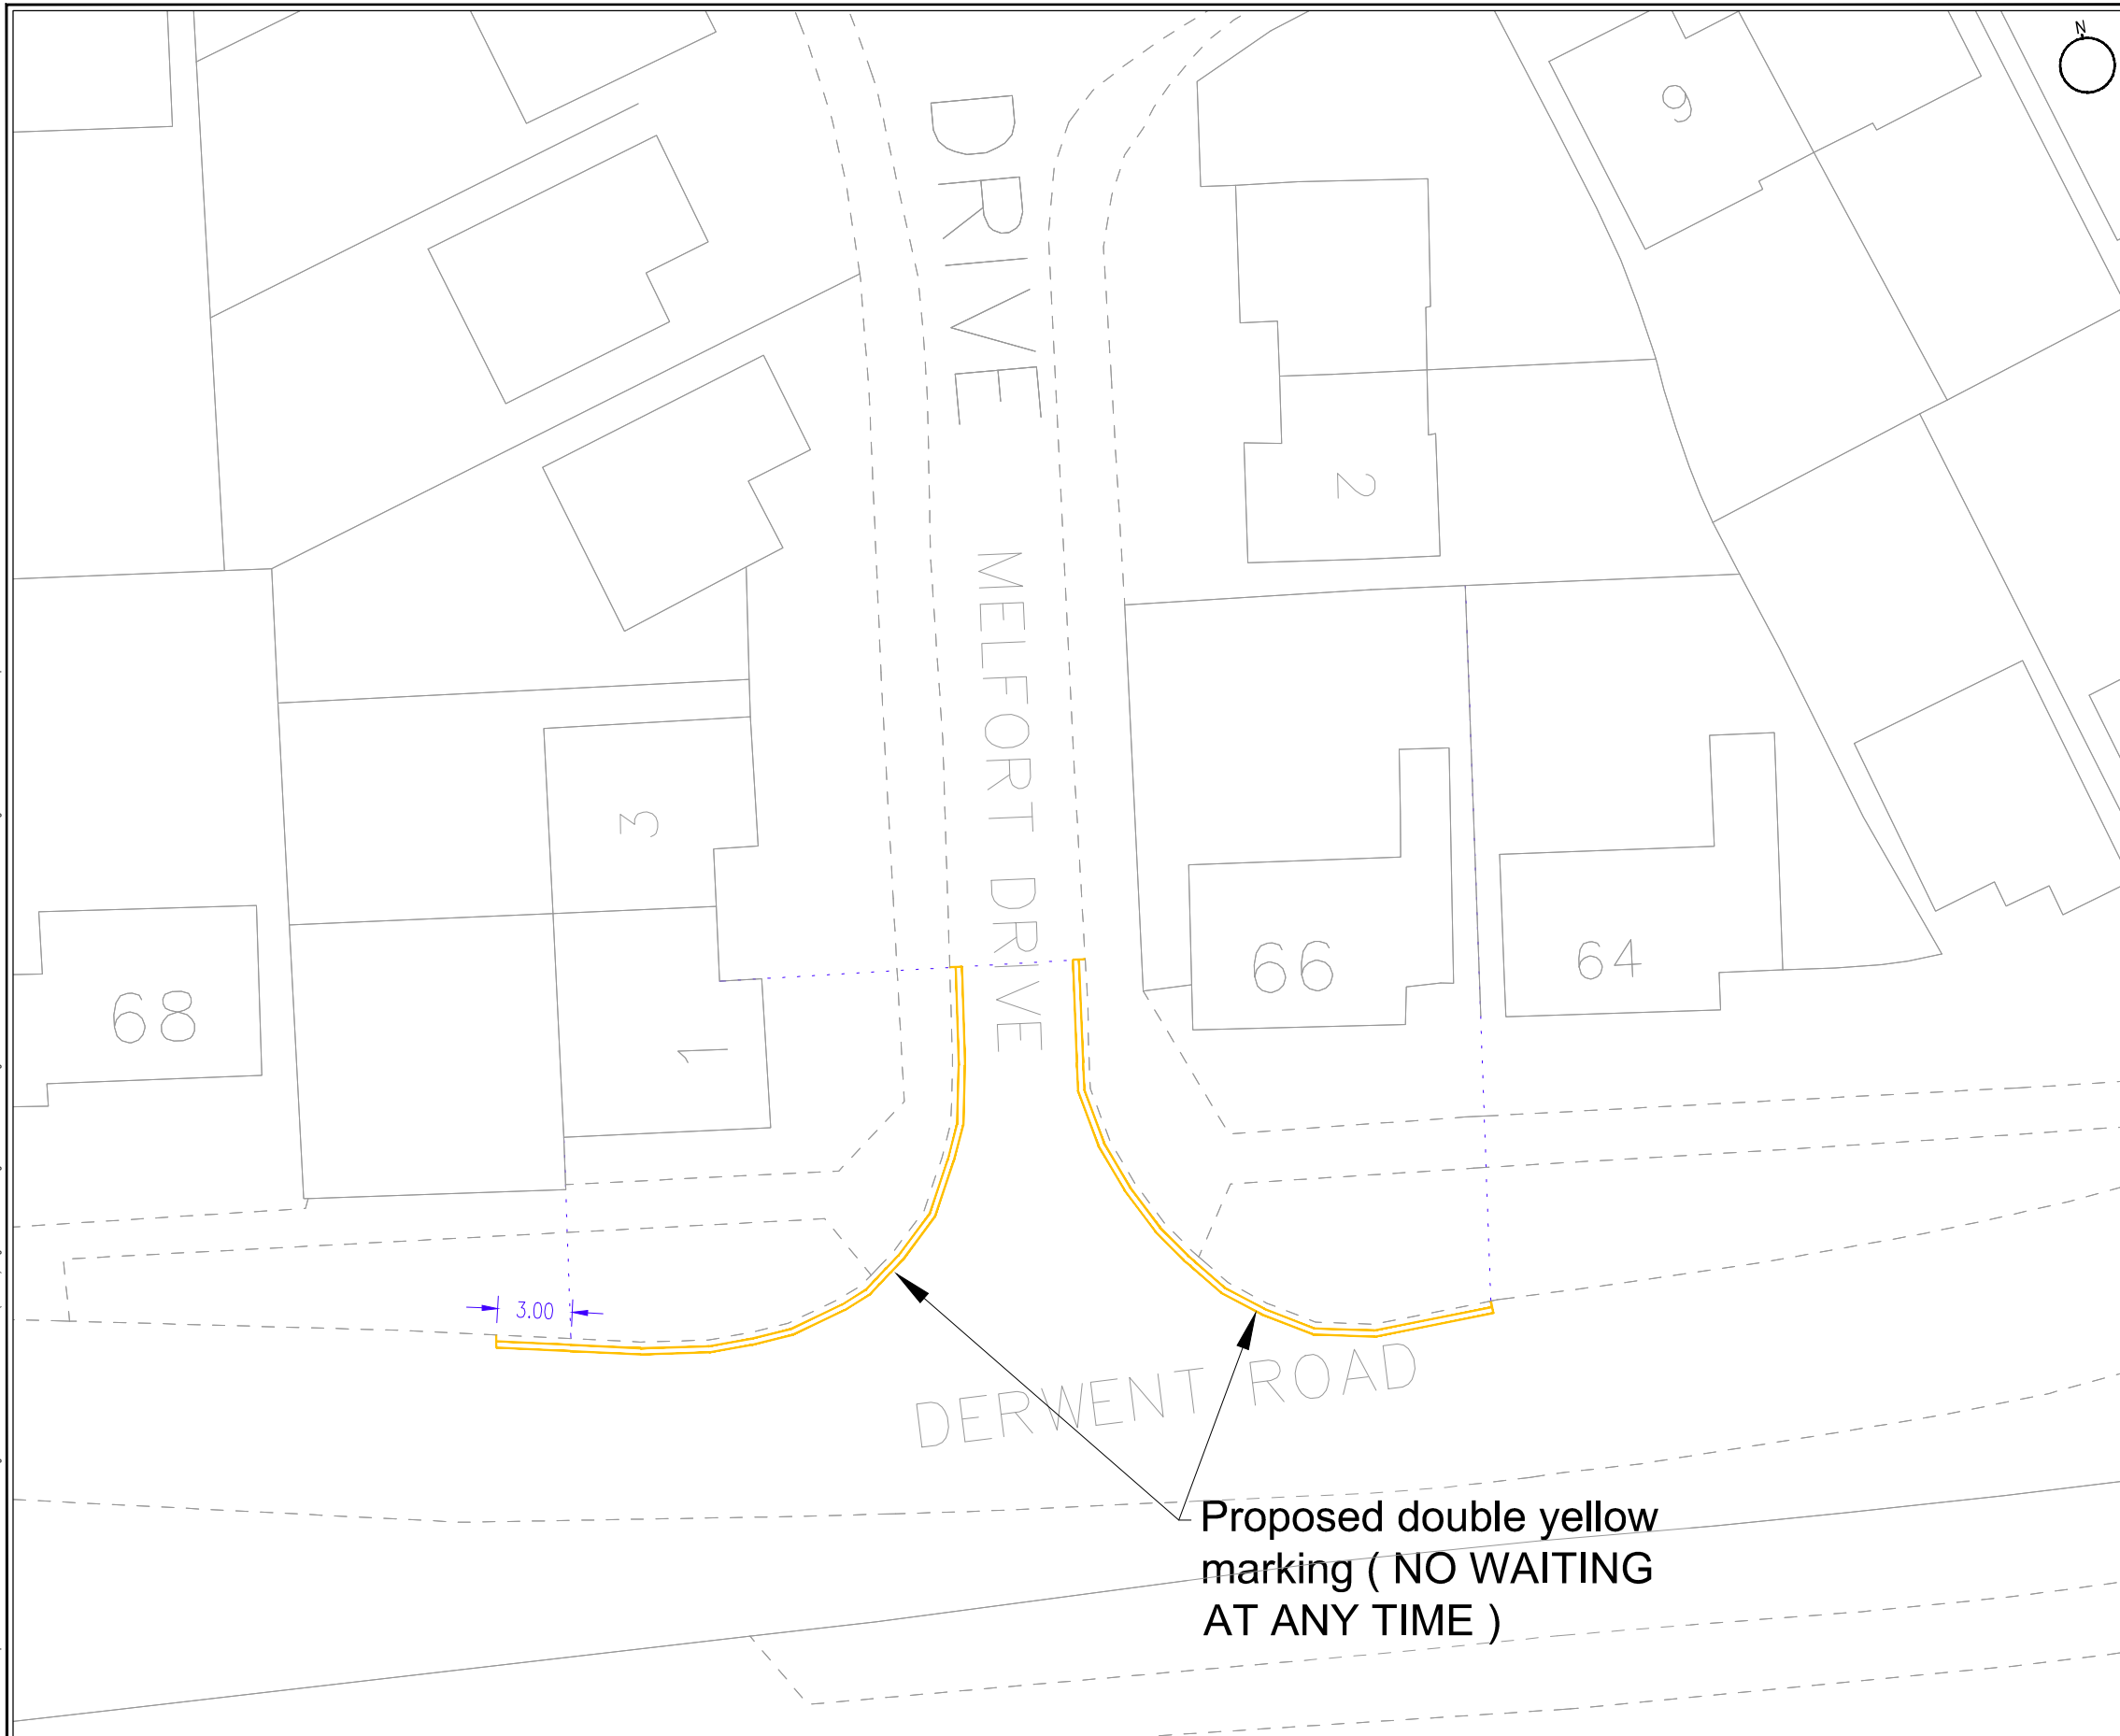 N
DRIVE
9
2
MELFORT DRIVE
3
68
1
66
64
3.00
DERWENT ROAD
Proposed double yellow
marking ( NO WAITING
AT ANY TIME )